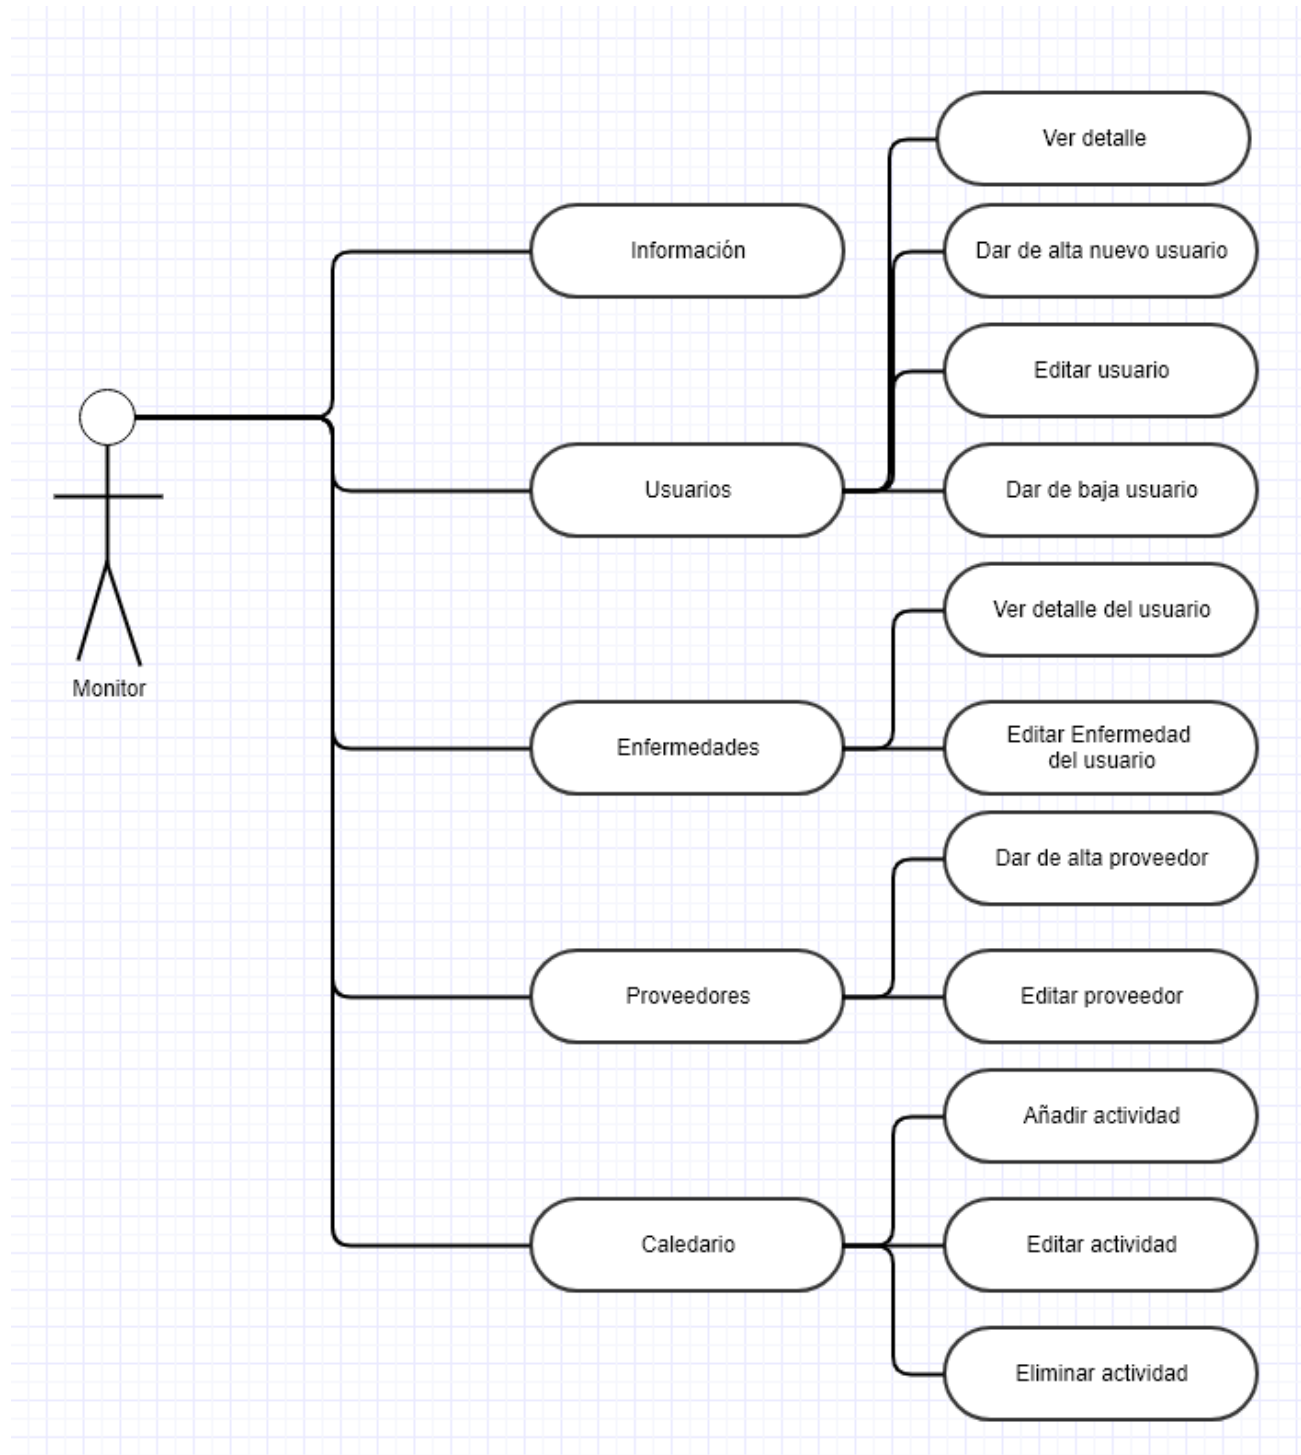 Ver detalle
Información
Dar de alta nuevo usuario
Editar usuario
Usuarios
Dar de baja usuario
Ver detalle del usuario
Monitor
Enfermedades
Editar Enfermedad
del usuario
Dar de alta proveedor
Proveedores
Editar proveedor
Añadir actividad
Caledario
Editar actividad
Eliminar actividad